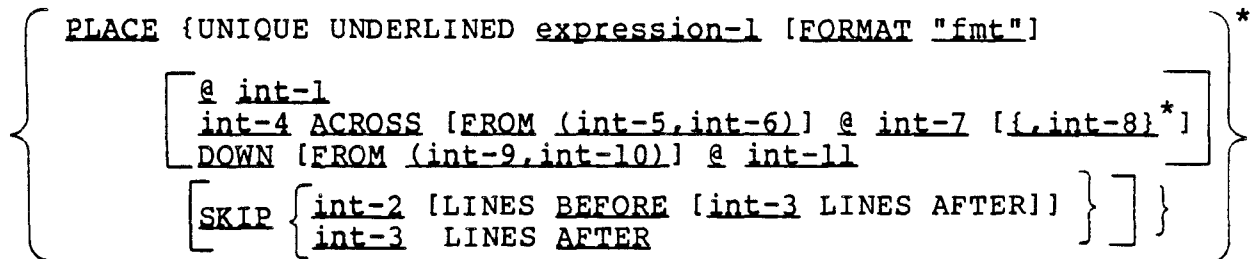 PLACE {UNIQUE UNDERLINED expression-1 [FORMAT "fmt"]
@ int-1
int-4 ACROSS [FROM (int-5,int-6)] @ int-7 [{,int-8}*]
DOWN [FROM (int-9,int-10)] @ int-11
SKIP { int-2 [LINES BEFORE [int-3 LINES AFTER]]
int-3 LINES AFTER } ] } *